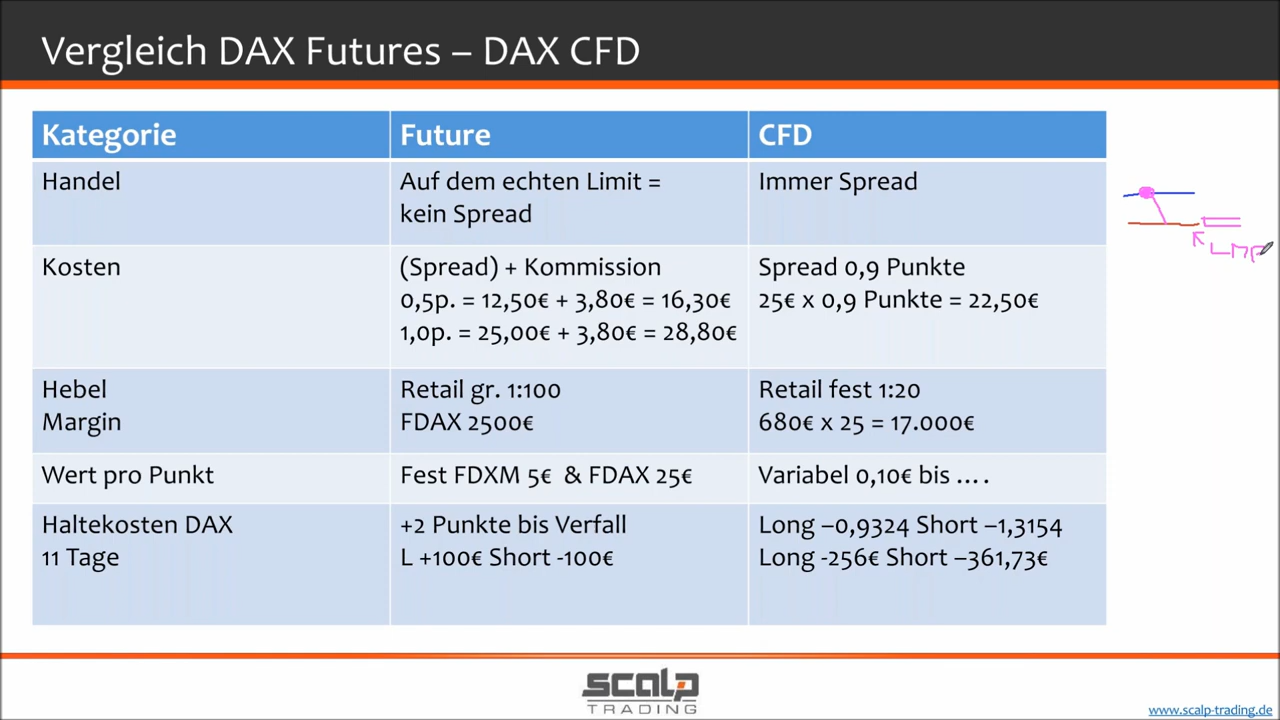 Vergleich DAX Futures – DAX CFD
Kategorie Future CFD
Handel Auf dem echten Limit = Immer Spread
kein Spread
Kosten (Spread) + Kommission Spread 0,9 Punkte
0,5p. = 12,50€ + 3,80€ = 16,30€ 25€ x 0,9 Punkte = 22,50€
1,0p. = 25,00€ + 3,80€ = 28,80€
Hebel Retail gr. 1:100 Retail fest 1:20
Margin FDAX 2500€ 680€ x 25 = 17.000€
Wert pro Punkt Fest FDXM 5€ & FDAX 25€ Variabel 0,10€ bis ….
Haltekosten DAX +2 Punkte bis Verfall Long –0,9324 Short –1,3154
11 Tage L +100€ Short -100€ Long -256€ Short –361,73€
scalp
TRADING
www.scalp-trading.de